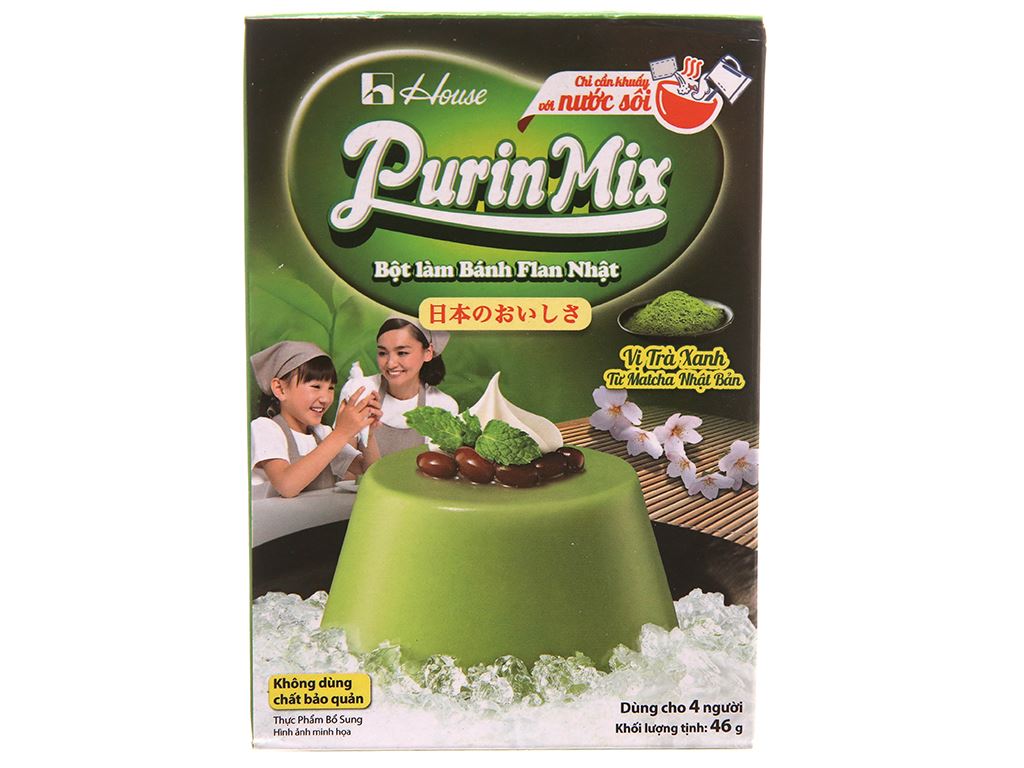 House
Chỉ cần khuấy
với nước sôi
Purin Mix
Bột làm Bánh Flan Nhật
日本のおいしさ
Vị Trà Xanh
Từ Matcha Nhật Bản
Không dùng
chất bảo quản
Thực Phẩm Bổ Sung
Hình ảnh minh họa
Dùng cho 4 người
Khối lượng tịnh: 46 g